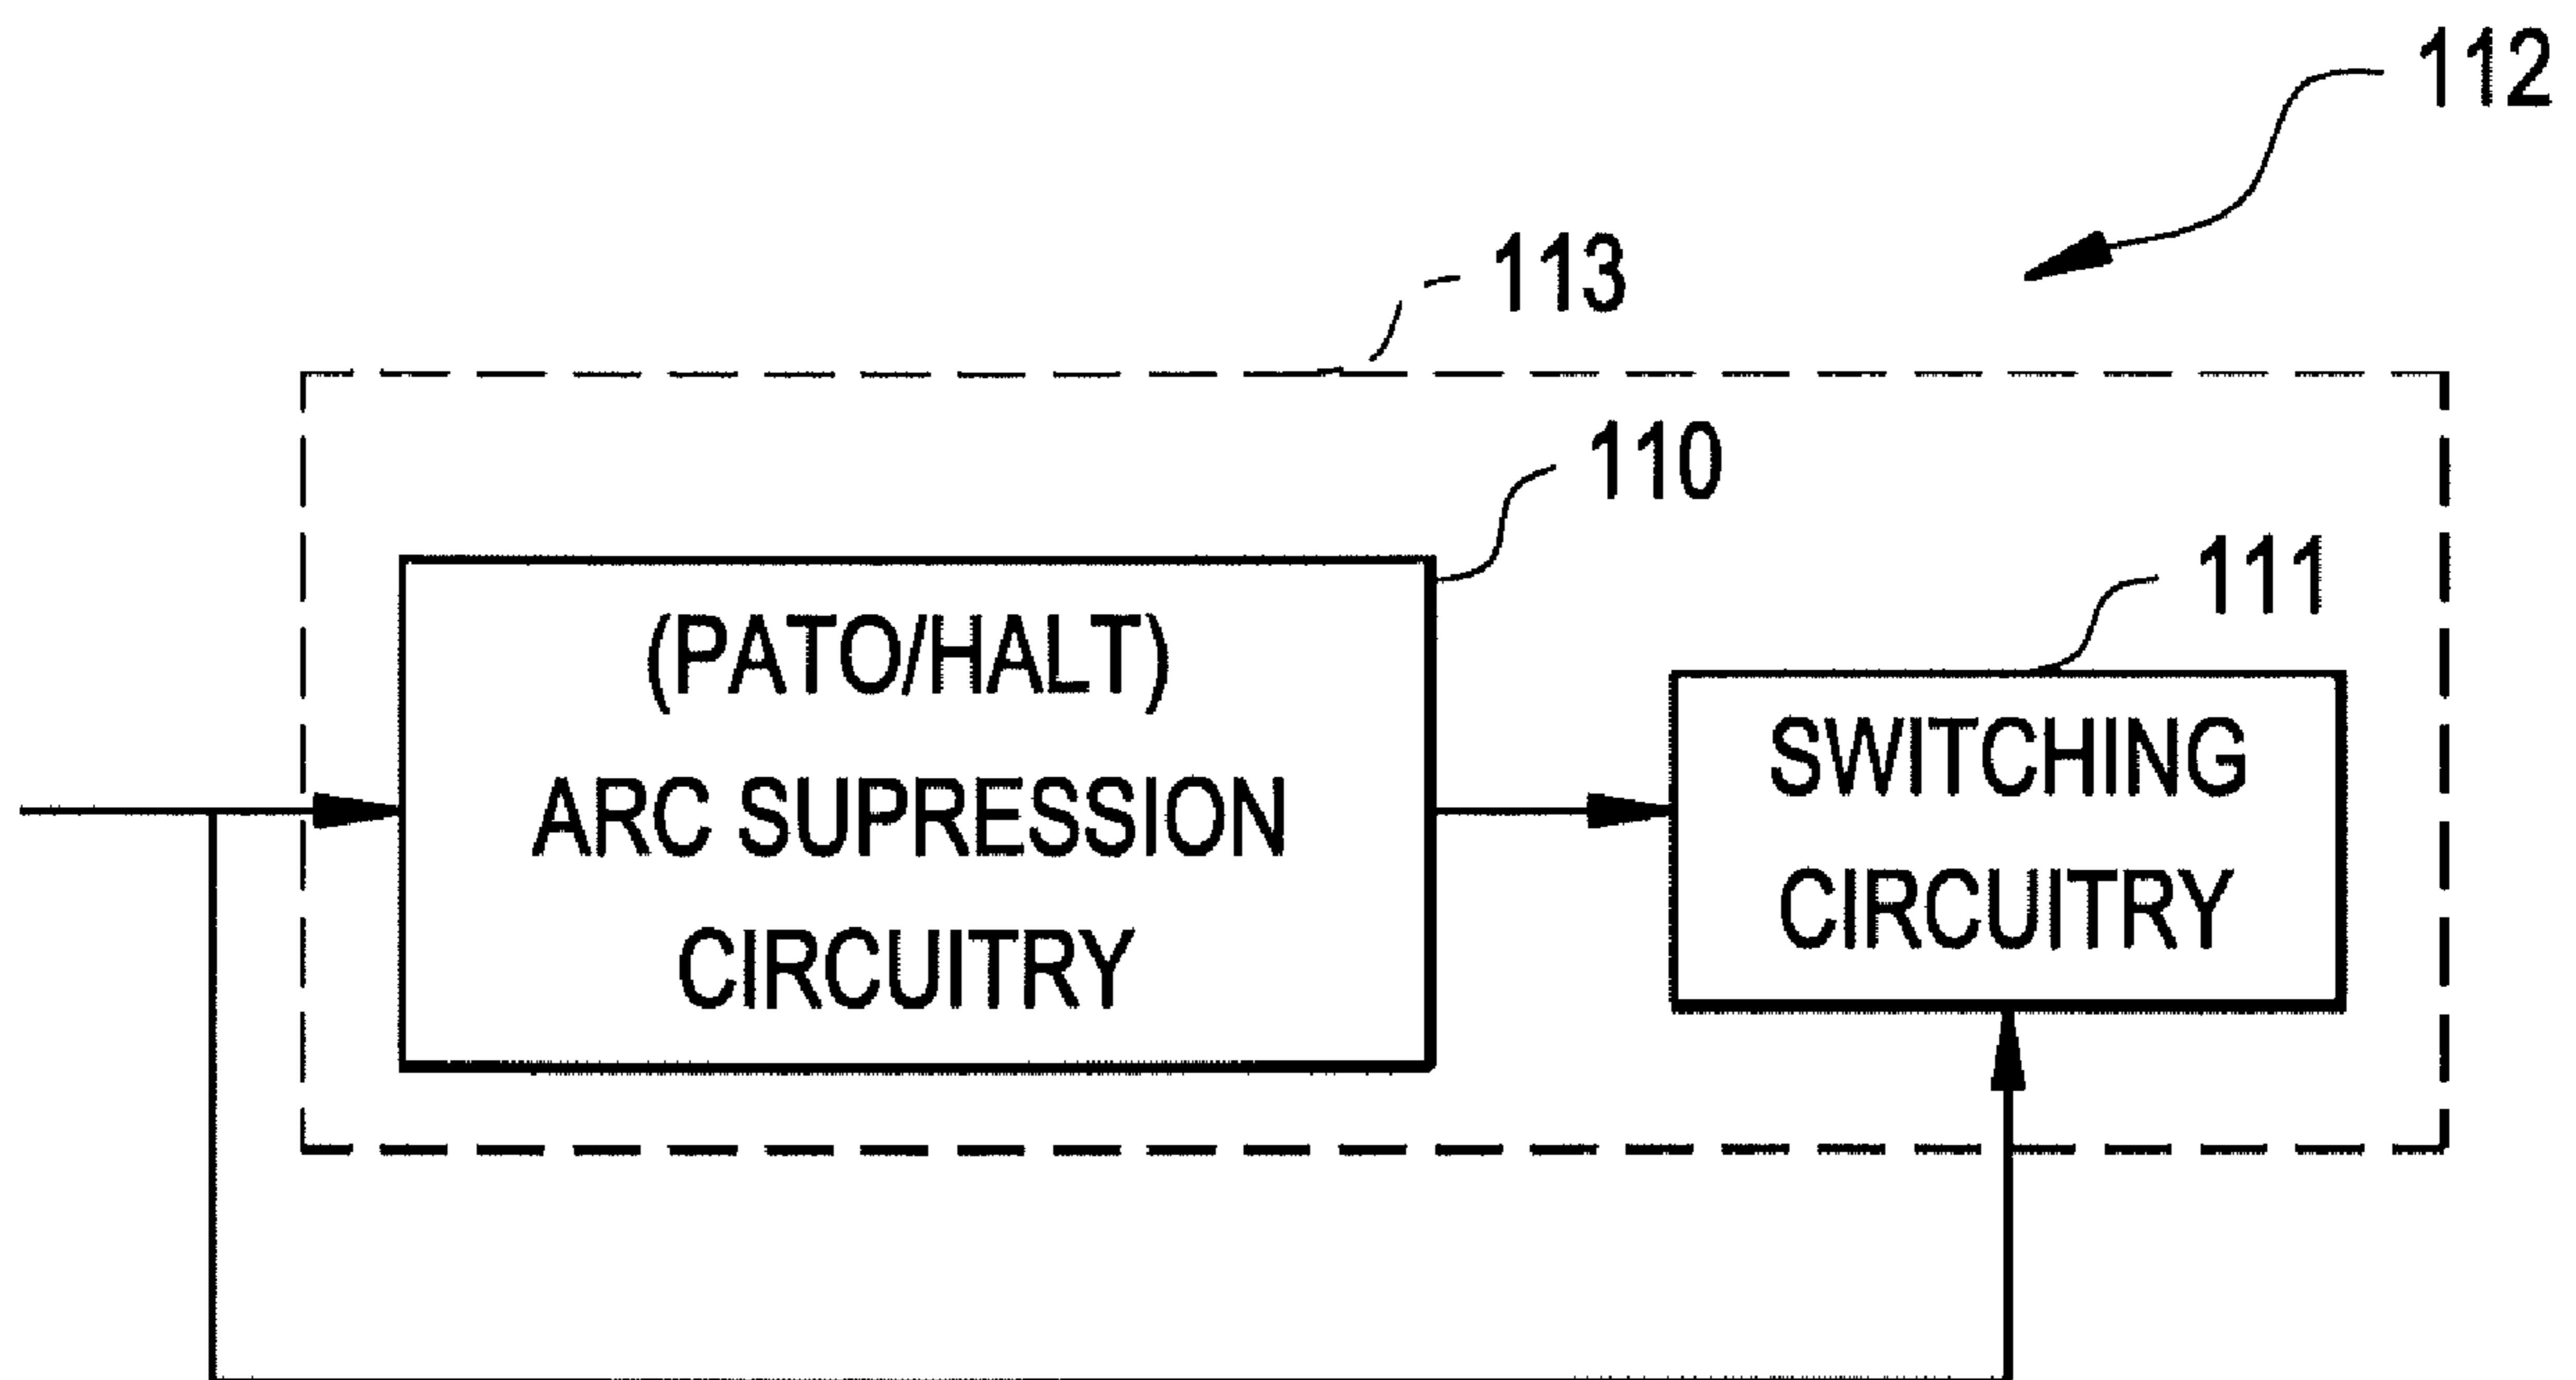 112
113
110
111
(PATO/HALT)
ARC SUPRESSION
CIRCUITRY
SWITCHING
CIRCUITRY